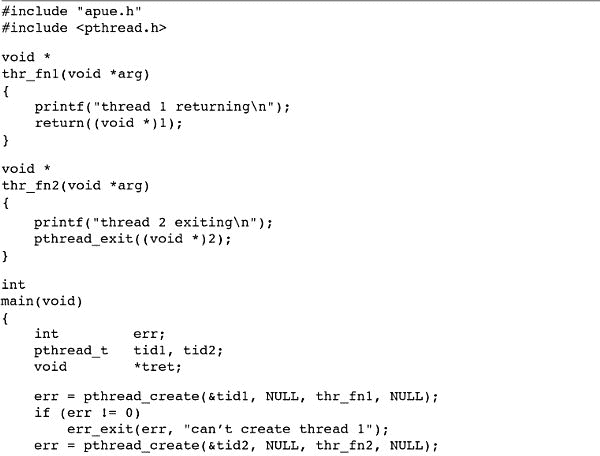 #include "apue.h"
#include <pthread.h>
void *
thr_fn1(void *arg)
{
printf("thread 1 returning\n");
return((void *)1);
}
void *
thr_fn2(void *arg)
{
printf("thread 2 exiting\n");
pthread_exit((void *)2);
}
int
main(void)
{
int err;
pthread_t tid1, tid2;
void *tret;
err = pthread_create(&tid1, NULL, thr_fn1, NULL);
if (err != 0)
err_exit(err, "can’t create thread 1");
err = pthread_create(&tid2, NULL, thr_fn2, NULL);